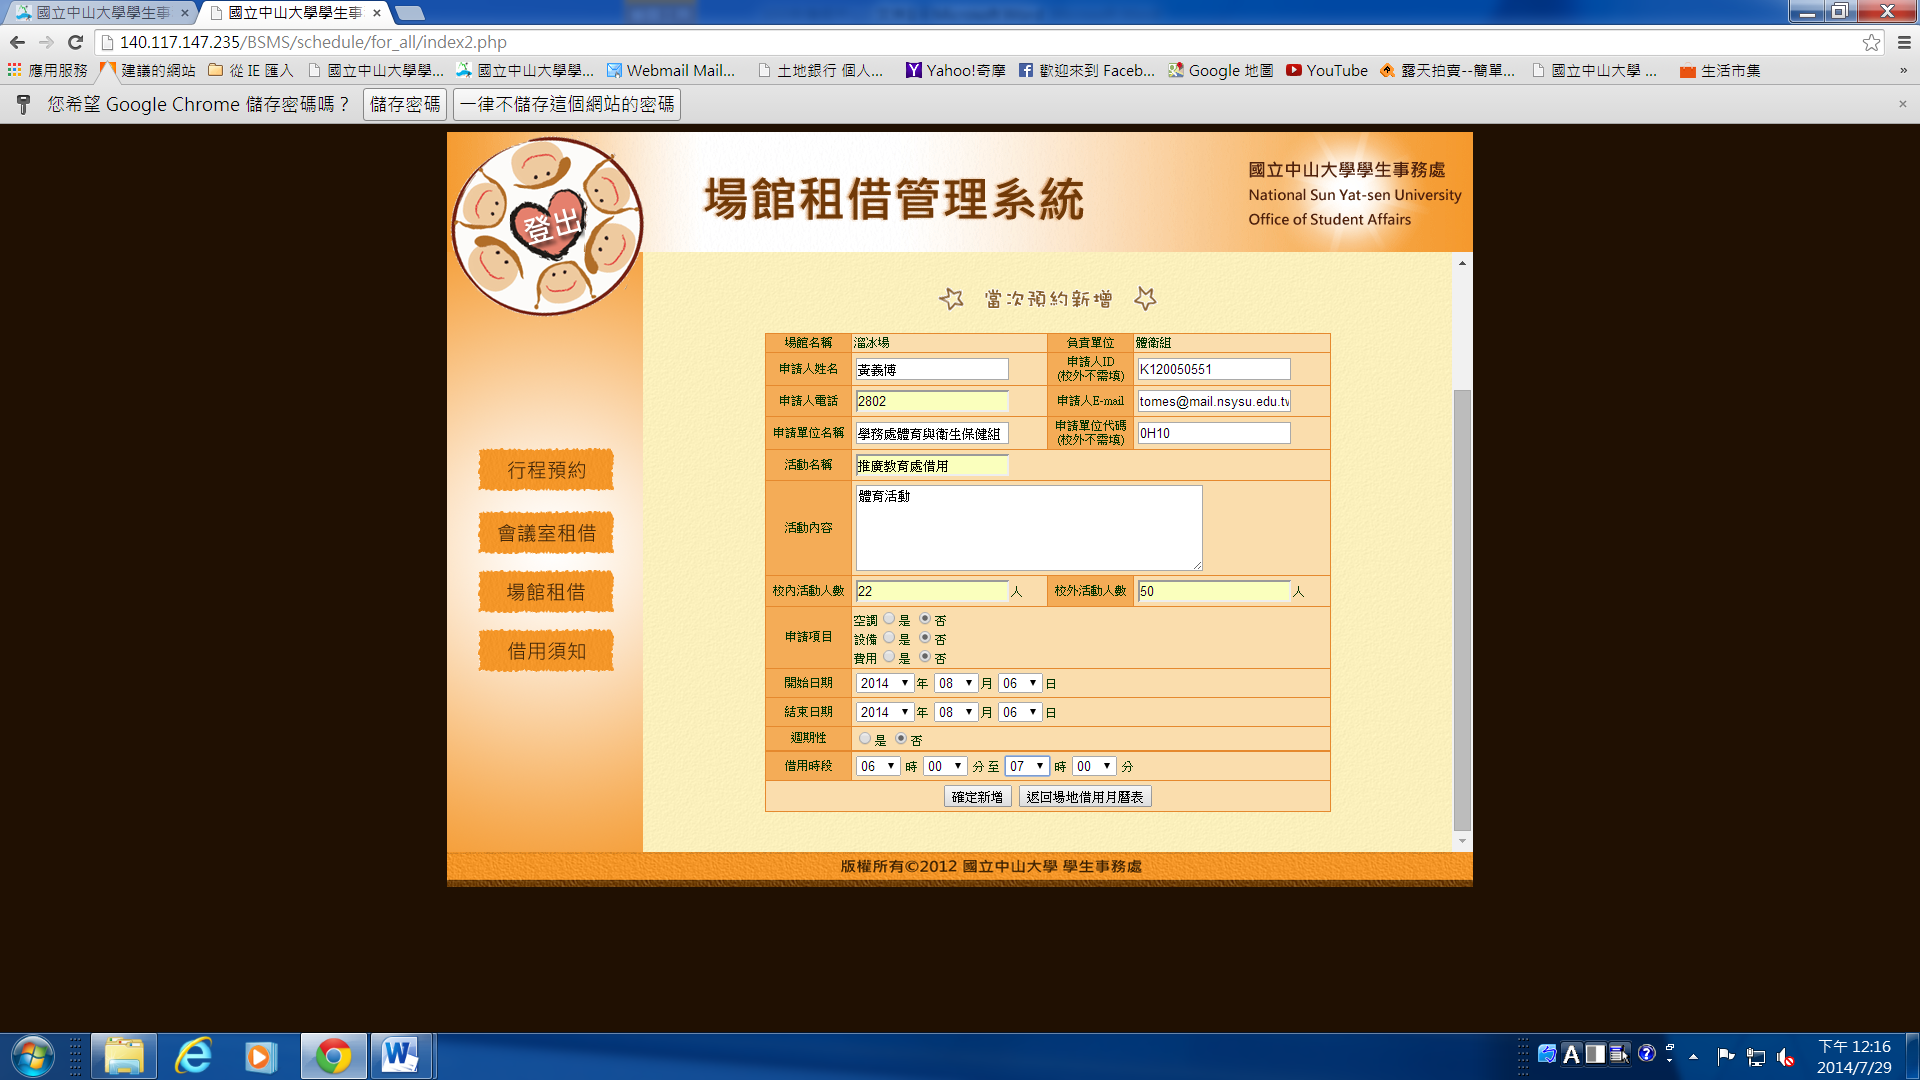 國立中山大學學生事
國立中山大學學生事
140.117.147.235/BSMS/schedule/for_all/index2.php
應用服務 建議的網站 從 IE 匯入 國立中山大學學... 國立中山大學學... Webmail Mail... 土地銀行 個人... Yahoo!奇摩 歡迎來到 Faceb... Google 地圖 YouTube 露天拍賣--簡單... 國立中山大學 ... 生活市集 »
您希望 Google Chrome 儲存密碼嗎？ 儲存密碼 一律不儲存這個網站的密碼
登出
場館租借管理系統
國立中山大學學生事務處
National Sun Yat-sen University
Office of Student Affairs
行程預約
會議室租借
場館租借
借用須知
當次預約新增
場館名稱 溜冰場 負責單位 體衛組
申請人姓名 黃義博 申請人ID
(校外不需填) K120050551
申請人電話 2802 申請人E-mail tomes@mail.nsysu.edu.tv
申請單位名稱 學務處體育與衛生保健組 申請單位代碼
(校外不需填) 0H10
活動名稱 推廣教育處借用
活動內容 體育活動
校內活動人數 22 人 校外活動人數 50 人
申請項目
空調 是 否
設備 是 否
費用 是 否
開始日期 2014 年 08 月 06 日
結束日期 2014 年 08 月 06 日
週期性 是 否
借用時段 06 時 00 分 至 07 時 00 分
確定新增 返回場地借用月曆表
版權所有©2012 國立中山大學 學生事務處
下午 12:16
2014/7/29